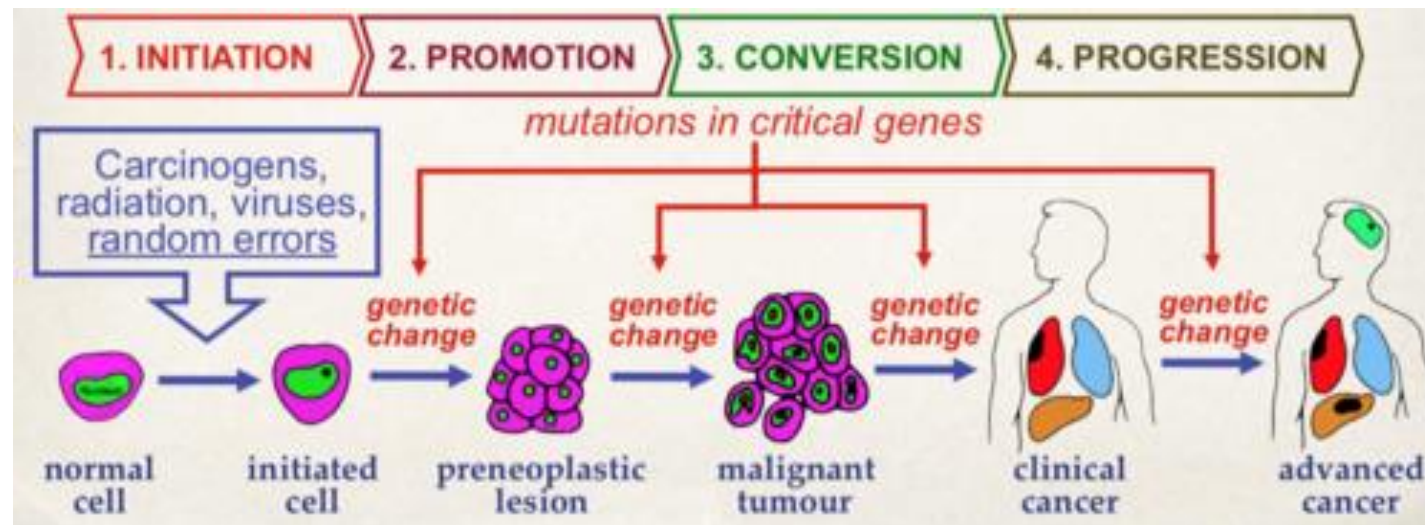 1. INITIATION
2. PROMOTION
3. CONVERSION
4. PROGRESSION
mutations in critical genes
Carcinogens,
radiation, viruses,
random errors
genetic
change
genetic
change
genetic
change
genetic
change
normal
cell
initiated
cell
preneoplastic
lesion
malignant
tumour
clinical
cancer
advanced
cancer